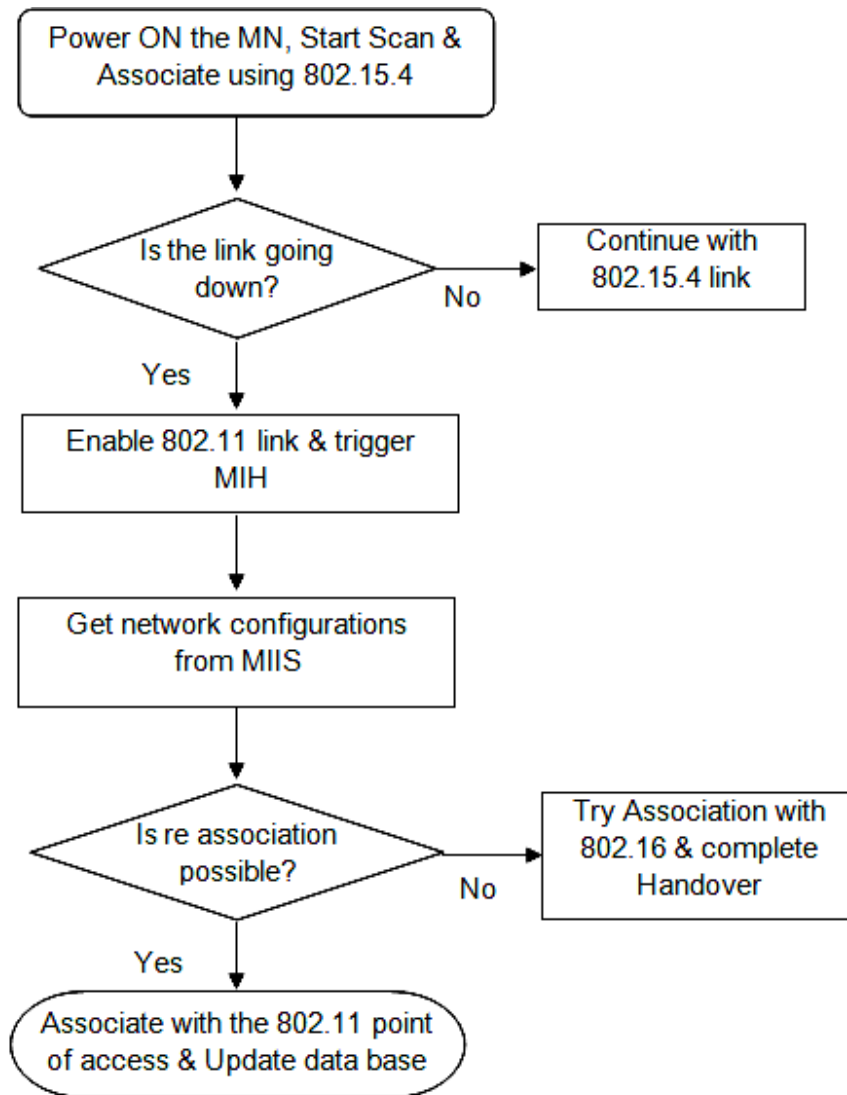 Power ON the MN, Start Scan &
Associate using 802.15.4
Is the link going
down?
No
Continue with
802.15.4 link
Yes
Enable 802.11 link & trigger
MIH
Get network configurations
from MIIS
Is re association
possible?
No
Try Association with
802.16 & complete
Handover
Yes
Associate with the 802.11 point
of access & Update data base